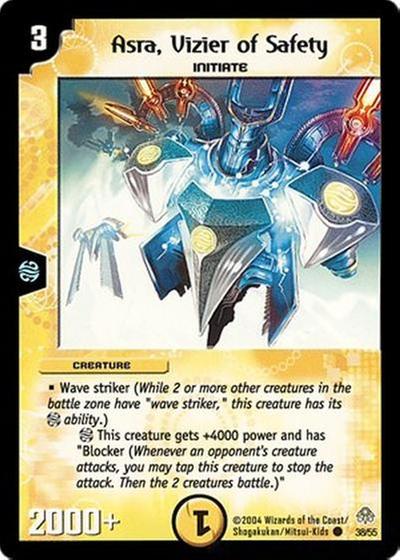 3
Asra, Vizier of Safety
INITIATE
CREATURE
▪ Wave striker (While 2 or more other creatures in the
battle zone have "wave striker," this creature has its
ability.)
This creature gets +4000 power and has
"Blocker (Whenever an opponent's creature
attacks, you may tap this creature to stop the
attack. Then the 2 creatures battle.)"
2000+
1
©2004 Wizards of the Coast/
Shogakukan/Mitsui-Kids ● 38/55